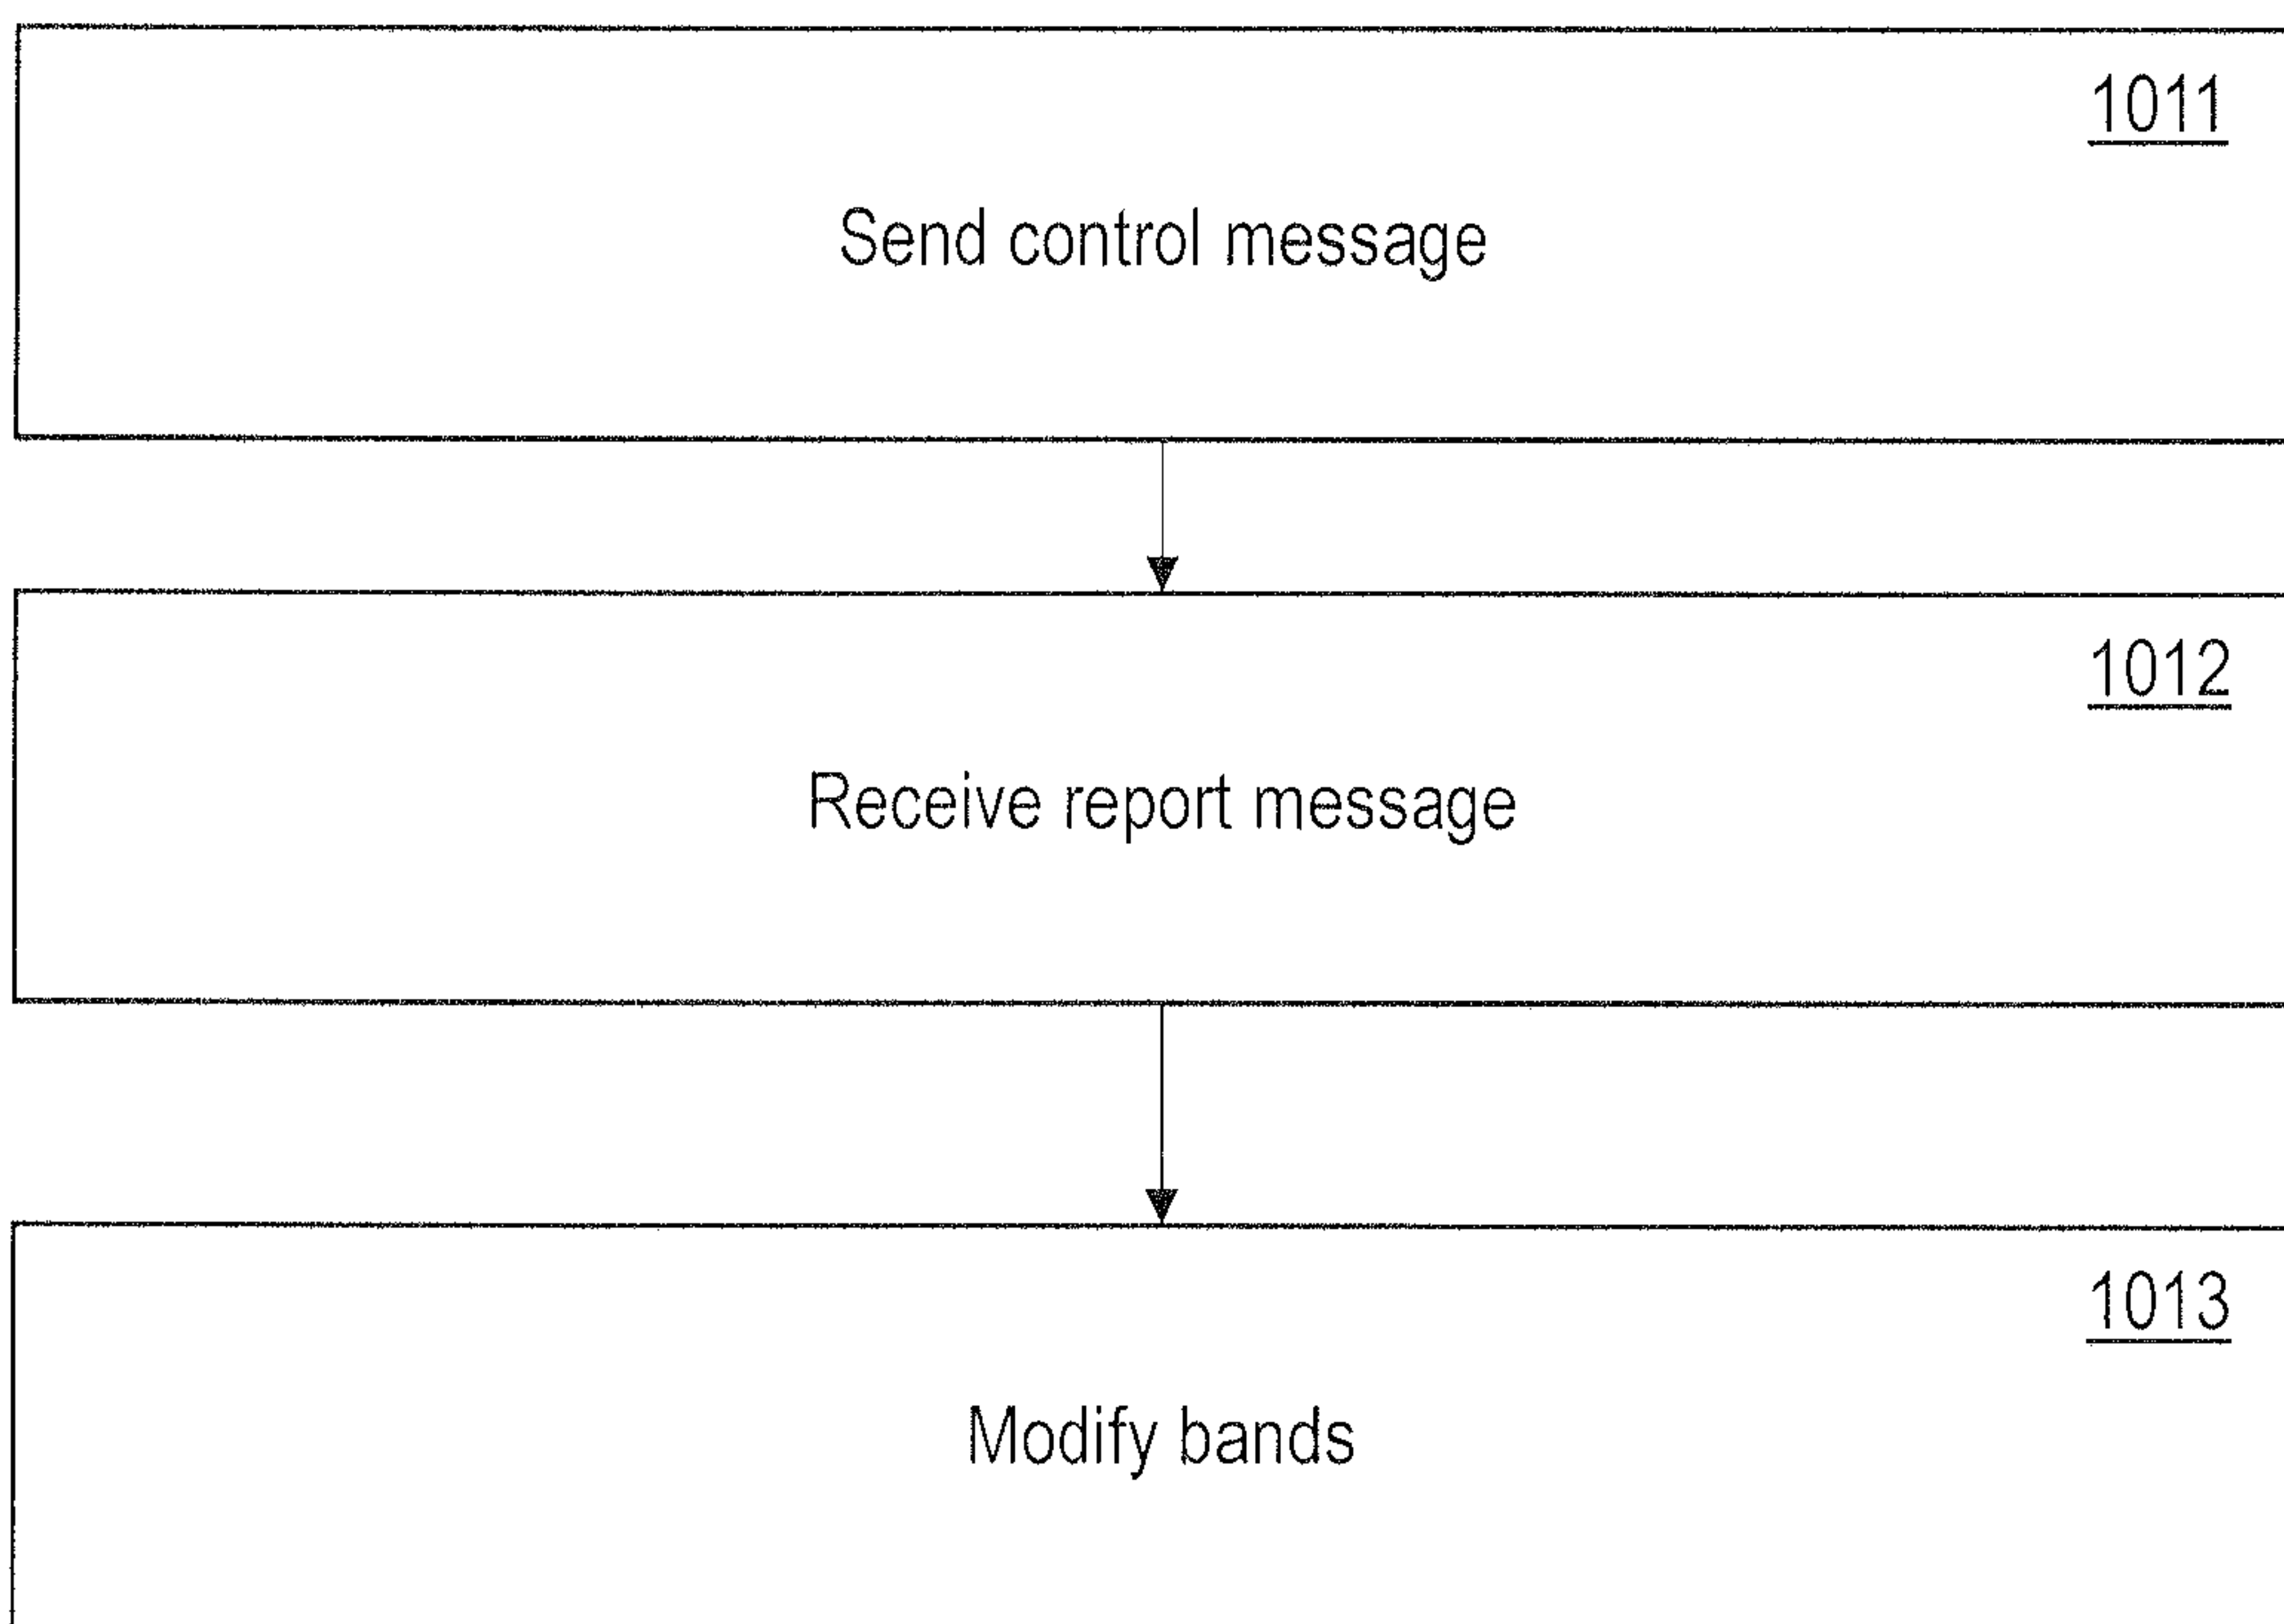 1011
Send control message
1012
Receive report message
1013
Modify bands